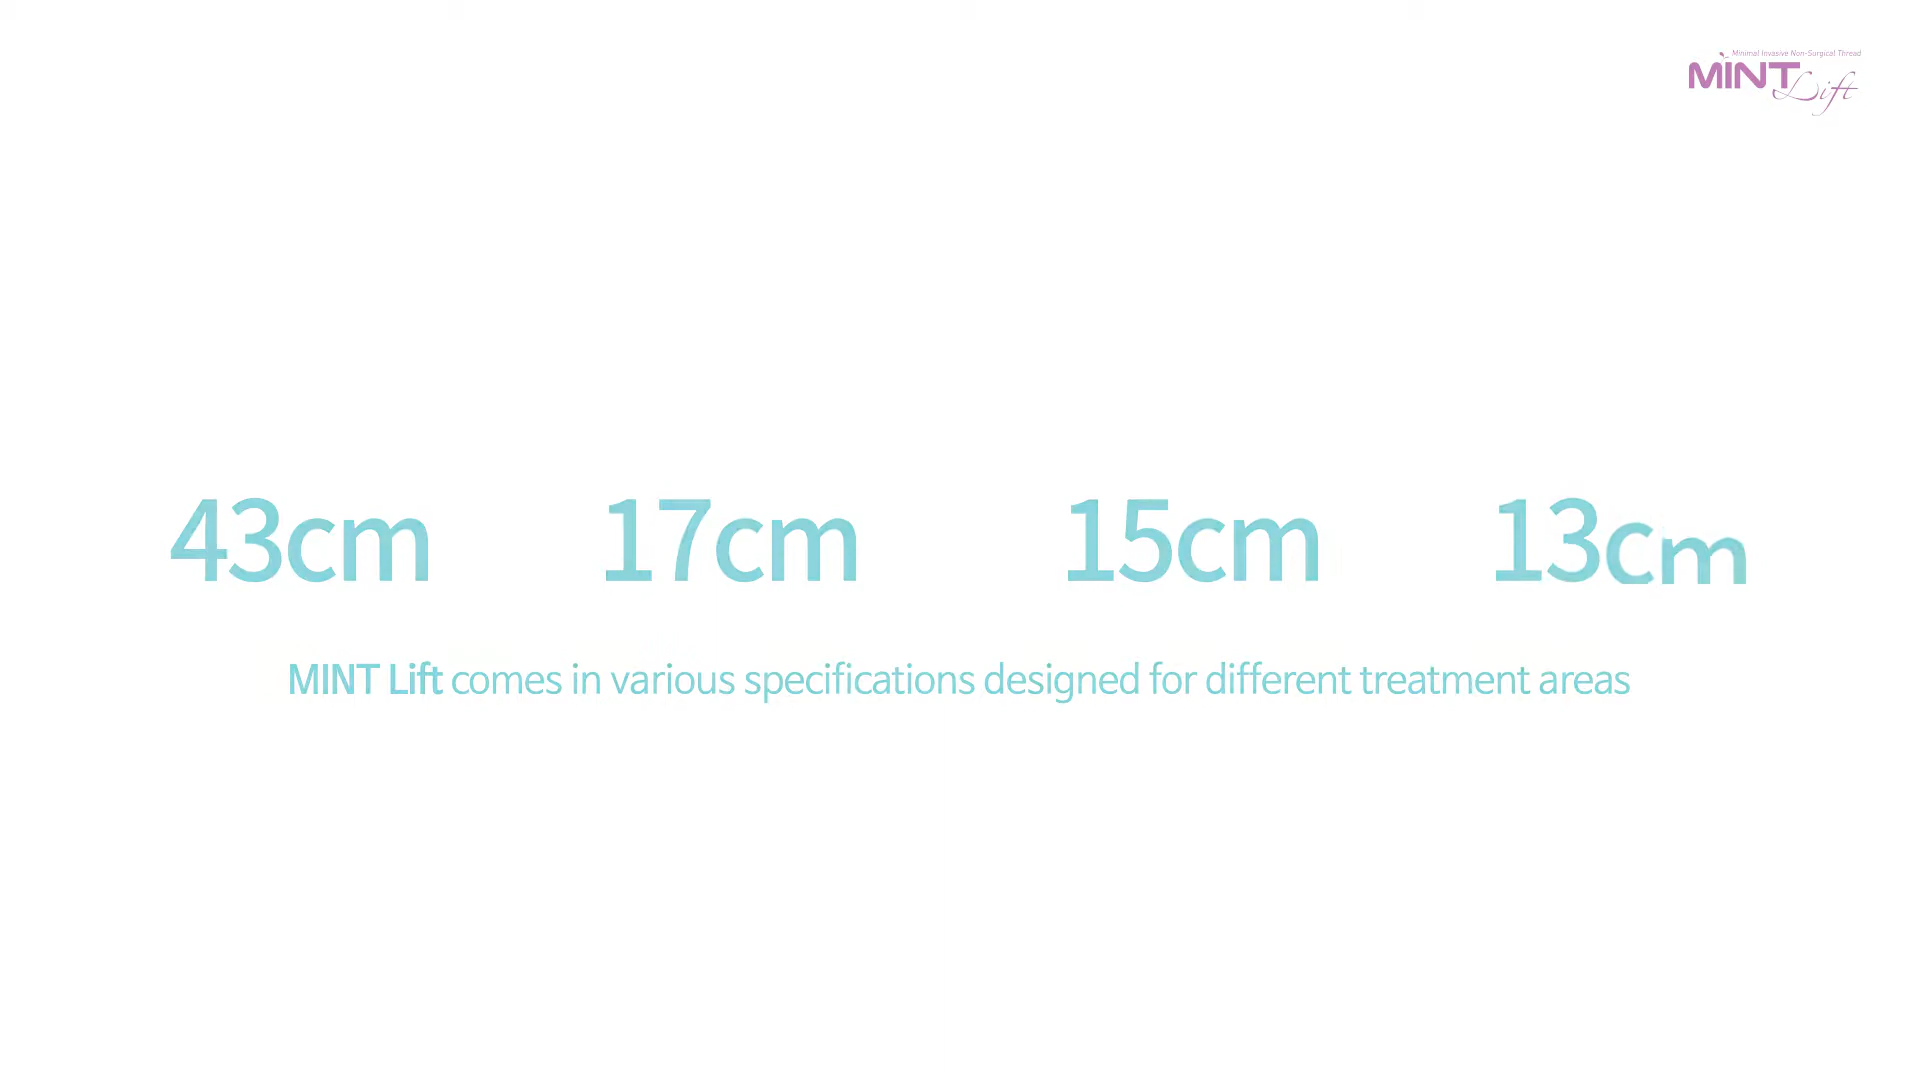 Minimal Invasive Non-Surgical Thread
MINT Lift
43cm 17cm 15cm 13cm
MINT Lift comes in various specifications designed for different treatment areas